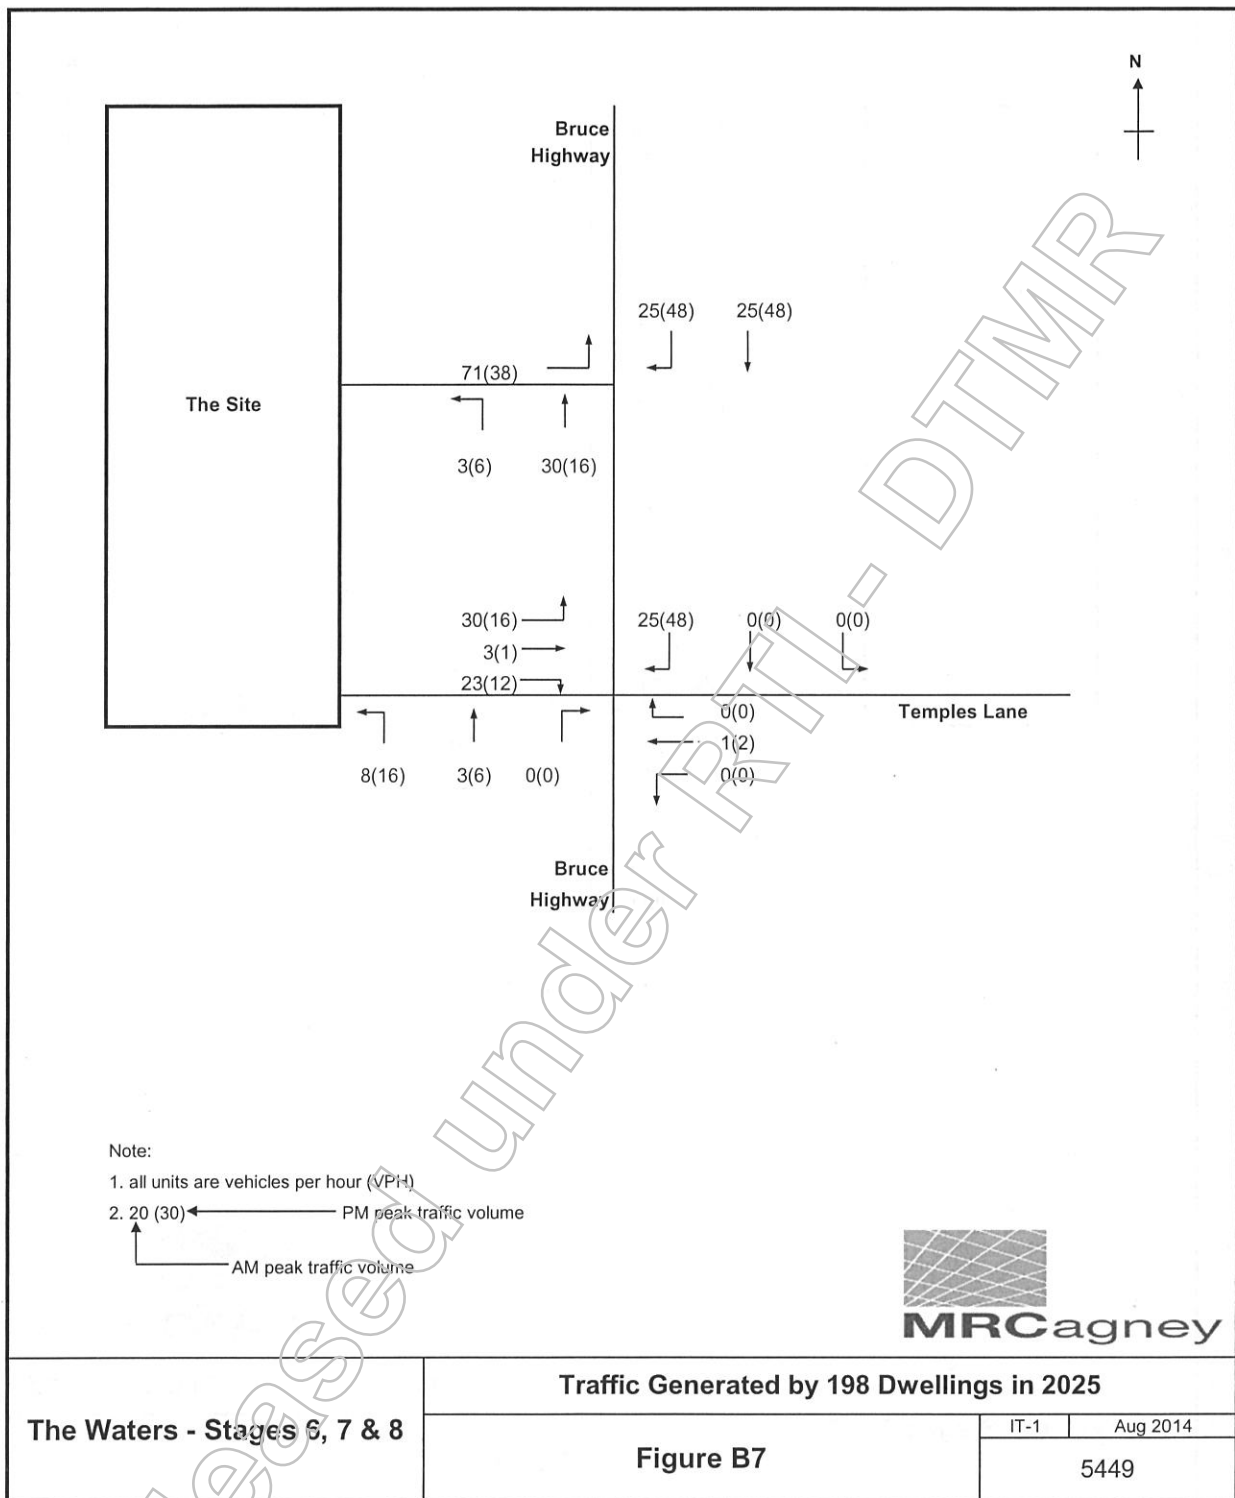 N
Bruce
Highway
25(48) 25(48)
71(38)
The Site
3(6) 30(16)
30(16) 25(48) 0(0) 0(0)
3(1)
23(12)
0(0) Temples Lane
1(2)
8(16) 3(6) 0(0) 0(0)
Bruce
Highway
Note:
1. all units are vehicles per hour (VPH)
2. 20 (30) PM peak traffic volume
AM peak traffic volume
MRCagney
Traffic Generated by 198 Dwellings in 2025
The Waters - Stages 6, 7 & 8
Figure B7
IT-1 Aug 2014
5449
eased under RTI - DTMR